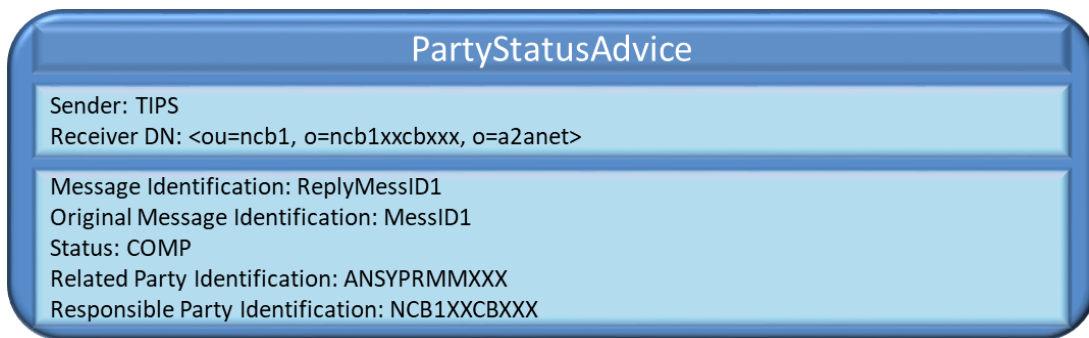 PartyStatusAdvice
Sender: TIPS
Receiver DN: <ou=ncb1, o=ncb1xxcbxxx, o=a2anet>
Message Identification: ReplyMessID1
Original Message Identification: MessID1
Status: COMP
Related Party Identification: ANSYPRMMXXX
Responsible Party Identification: NCB1XXCBXXX